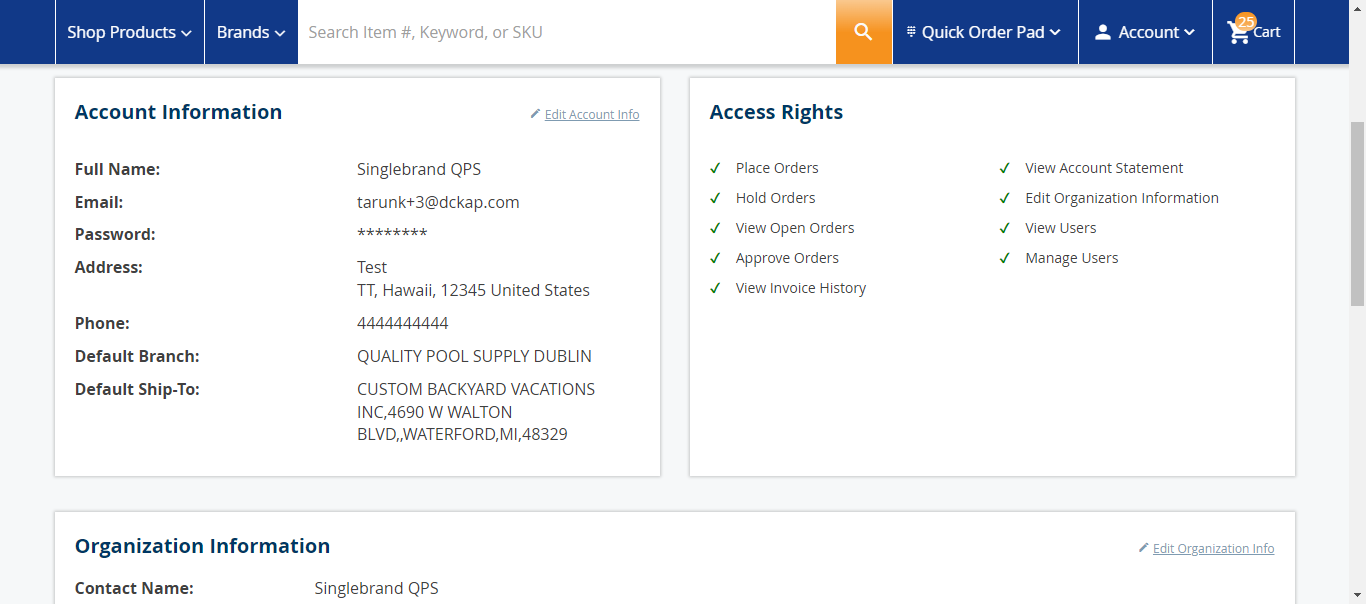 Shop Products
Brands
Search Item #, Keyword, or SKU
Quick Order Pad
Account
25
Cart
Account Information
Edit Account Info
Full Name: Singlebrand QPS
Email: tarunk+3@dckap.com
Password: ********
Address: Test
TT, Hawaii, 12345 United States
Phone: 4444444444
Default Branch: QUALITY POOL SUPPLY DUBLIN
Default Ship-To: CUSTOM BACKYARD VACATIONS
INC,4690 W WALTON
BLVD,,WATERFORD,MI,48329
Access Rights
Place Orders
Hold Orders
View Open Orders
Approve Orders
View Invoice History
View Account Statement
Edit Organization Information
View Users
Manage Users
Organization Information
Edit Organization Info
Contact Name: Singlebrand QPS